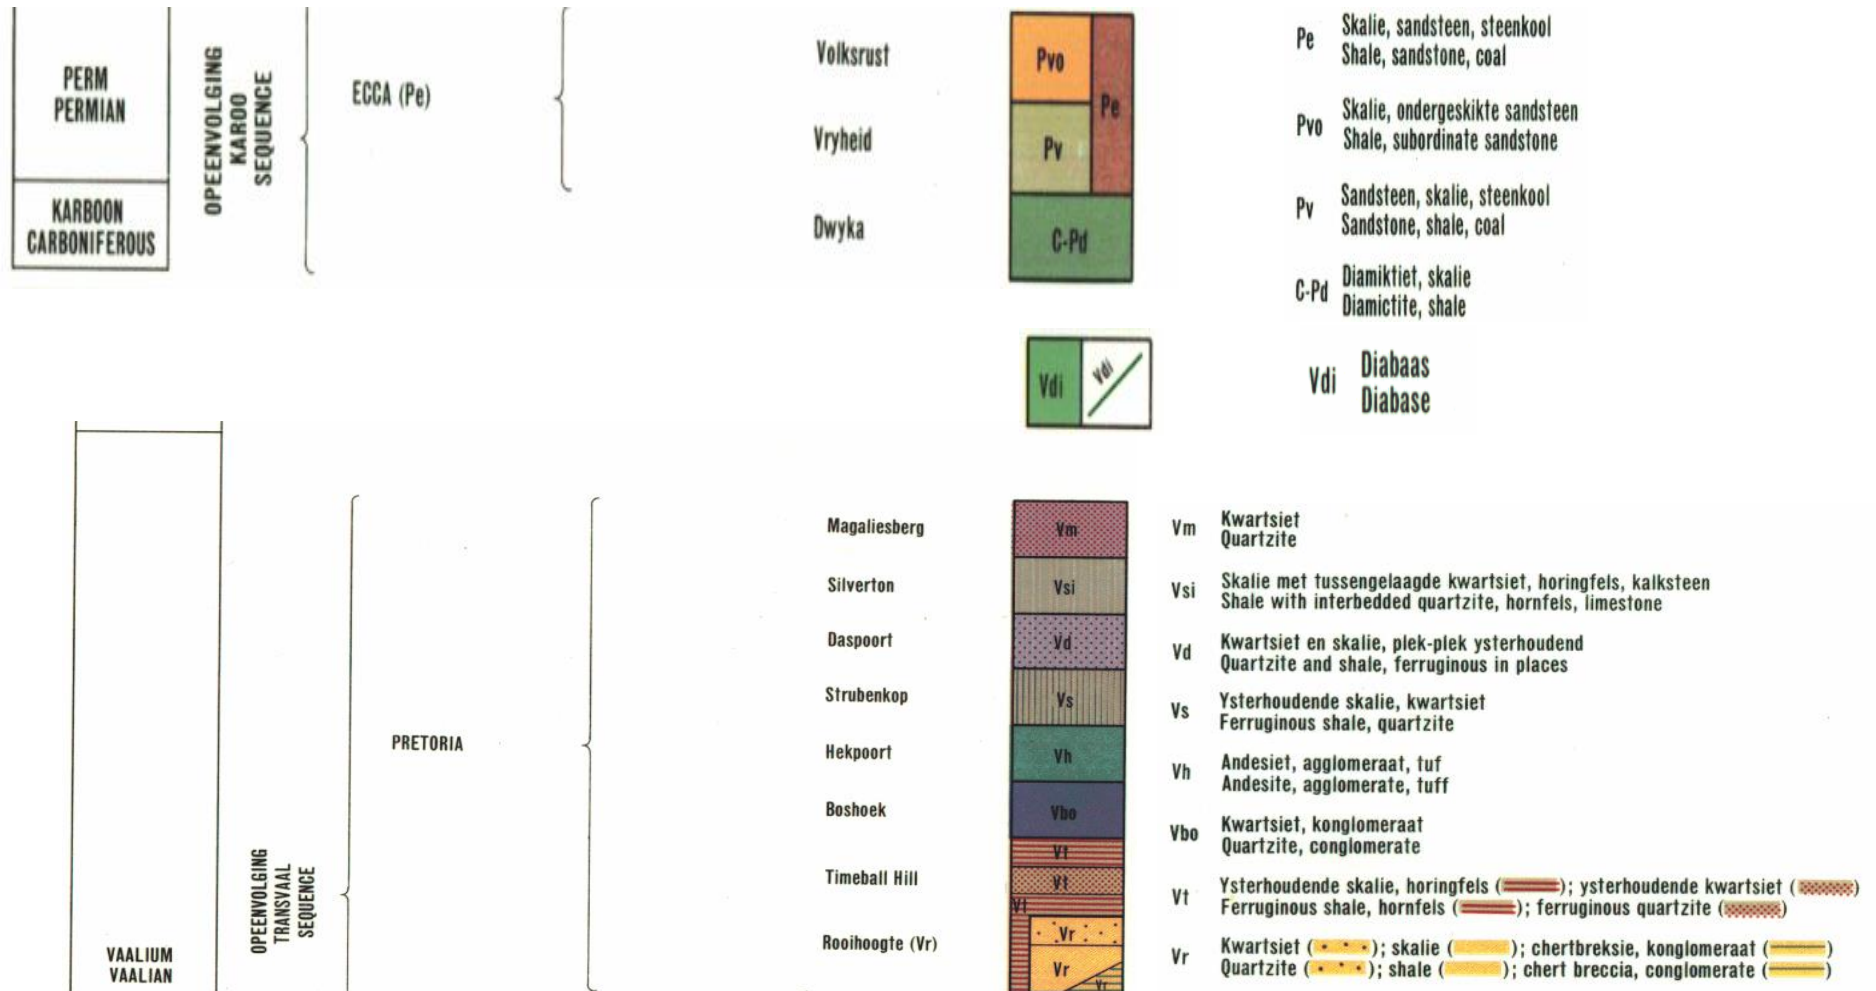 PERM
PERMIAN
KARBOON
CARBONIFEROUS
OPEENVOLGING
KAROO
SEQUENCE
ECCA (Pe)
Volksrust
Vryheid
Dwyka
Pvo
Pe
Pv
C-Pd
Pe Skalie, sandsteen, steenkool
Shale, sandstone, coal
Pvo Skalie, ondergeskikte sandsteen
Shale, subordinate sandstone
Pv Sandsteen, skalie, steenkool
Sandstone, shale, coal
C-Pd Diamiktiet, skalie
Diamictite, shale
Vdi Vdi
Vdi Diabaas
Diabase
VAALIUM
VAALIAN
OPEENVOLGING
TRANSVAAL
SEQUENCE
PRETORIA
Magaliesberg
Silverton
Daspoort
Strubenkop
Hekpoort
Boshoek
Timeball Hill
Rooihoogte (Vr)
Vm
Vsi
Vd
Vs
Vh
Vbo
Vt
Vt
Vt
Vr
Vr
Vr
Vm Kwartsiet
Quartzite
Vsi Skalie met tussengelaagde kwartsiet, horingfels, kalksteen
Shale with interbedded quartzite, hornfels, limestone
Vd Kwartsiet en skalie, plek-plek ysterhoudend
Quartzite and shale, ferruginous in places
Vs Ysterhoudende skalie, kwartsiet
Ferruginous shale, quartzite
Vh Andesiet, agglomeraat, tuf
Andesite, agglomerate, tuff
Vbo Kwartsiet, konglomeraat
Quartzite, conglomerate
Vt Ysterhoudende skalie, horingfels ( ); ysterhoudende kwartsiet ( )
Ferruginous shale, hornfels ( ); ferruginous quartzite ( )
Vr Kwartsiet ( ); skalie ( ); chertbreksie, konglomeraat ( )
Quartzite ( ); shale ( ); chert breccia, conglomerate ( )